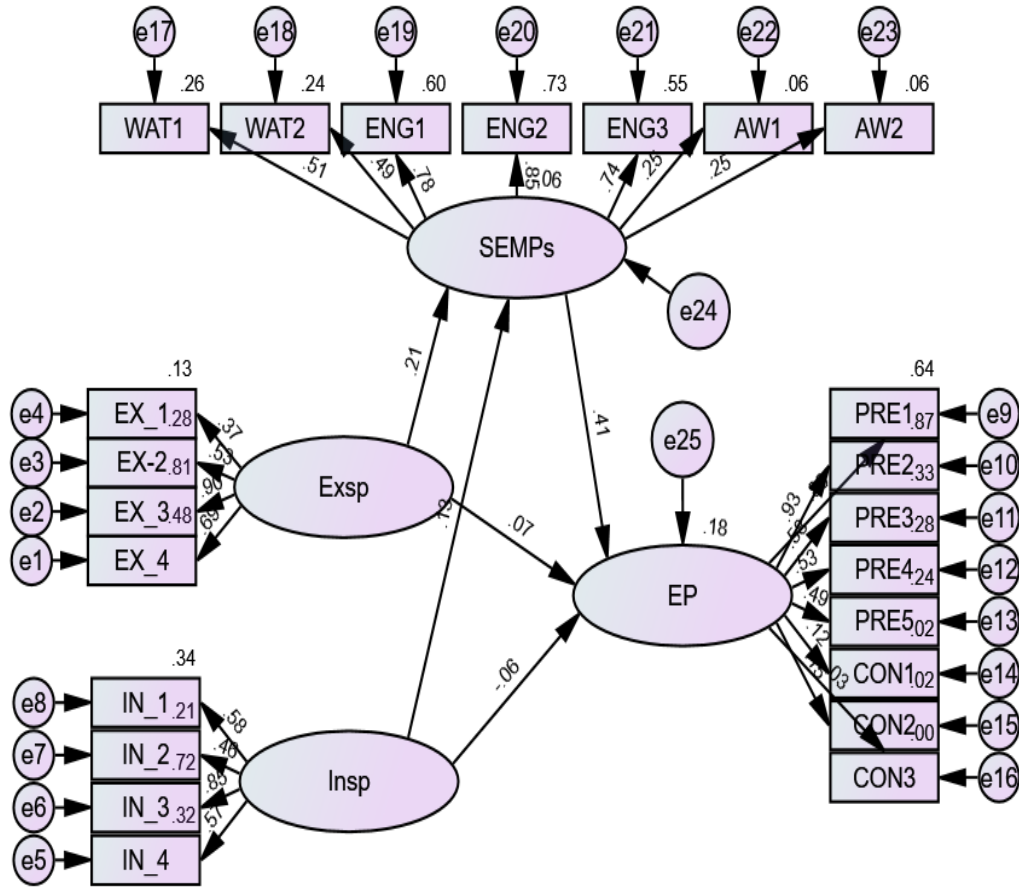 e17 e18 e19 e20 e21 e22 e23
.26 .24 .60 .73 .55 .06 .06
WAT1 WAT2 ENG1 ENG2 ENG3 AW1 AW2
.51 .49 .78 .85 .06 .74 .25 .25
SEMPs
e24
.21
.41
.13
e4 EX_1 .28 .37
e3 EX-2 .81 .53
e2 EX_3 .48 .90
e1 EX_4 .69
Exsp
.07
e25
.18
EP
-.06
.34
e8 IN_1 .21 .58
e7 IN_2 .72 .46
e6 IN_3 .32 .85
e5 IN_4 .57
Insp
.64
PRE1 .87 e9
.93 PRE2 .33 e10
PRE3 .28 e11
.53 PRE4 .24 e12
.49 PRE5 .02 e13
.12 CON1 .02 e14
.03 CON2 .00 e15
CON3 e16